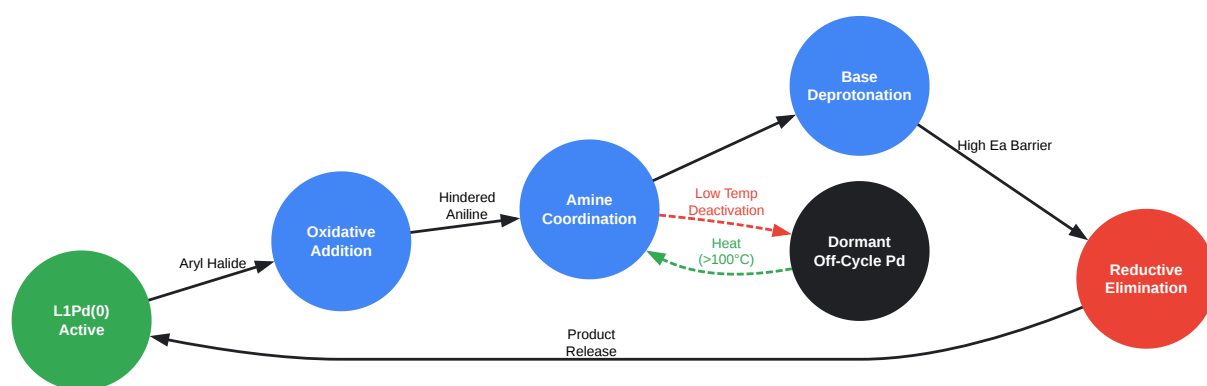 Base
Deprotonation
High Ea Barrier
Hindered
Aniline
Amine
Coordination
Low Temp
Deactivation
Heat
(>100°C)
Dormant
Off-Cycle Pd
Oxidative
Addition
Aryl Halide
L1Pd(0)
Active
Reductive
Elimination
Product
Release